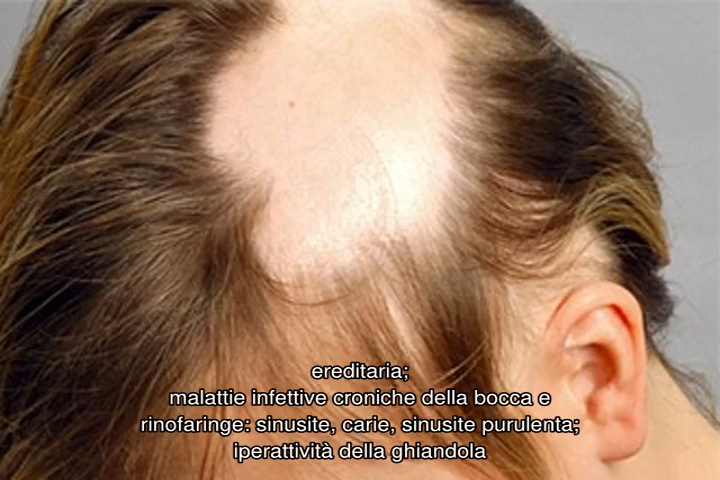 ereditaria;
malattie infettive croniche della bocca e
rinofaringe: sinusite, carie, sinusite purulenta;
iperattività della ghiandola